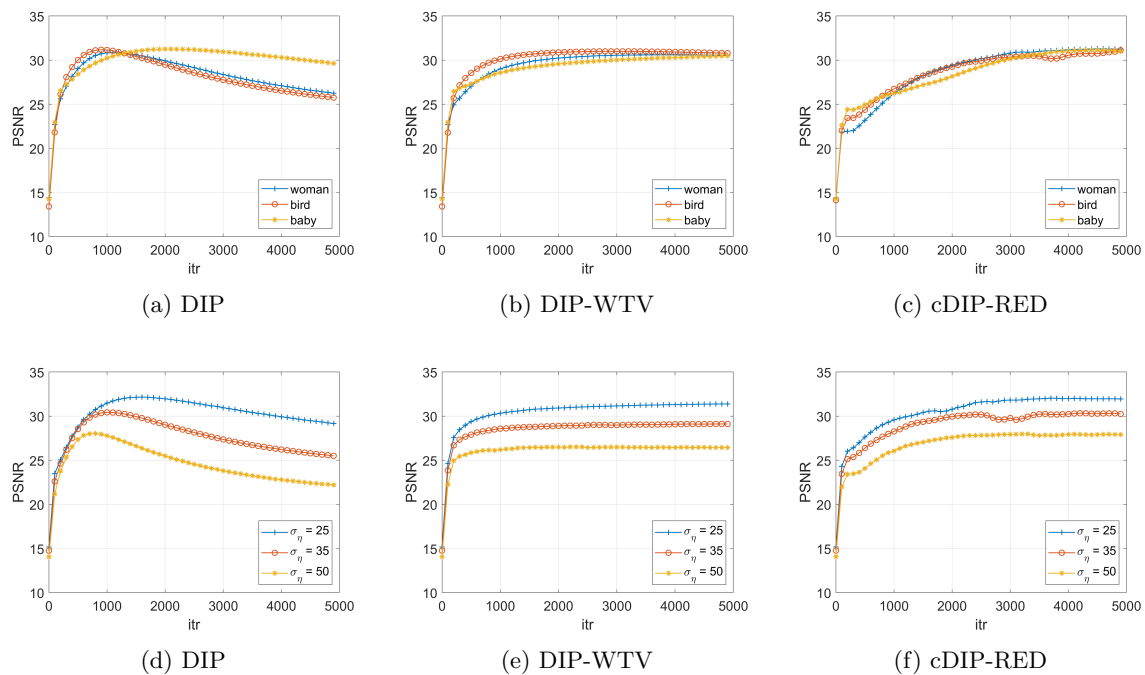 35
30
25
20
15
10
PSNR
0 1000 2000 3000 4000 5000
itr
woman
bird
baby
(a) DIP
35
30
25
20
15
10
PSNR
0 1000 2000 3000 4000 5000
itr
woman
bird
baby
(b) DIP-WTV
35
30
25
20
15
10
PSNR
0 1000 2000 3000 4000 5000
itr
woman
bird
baby
(c) cDIP-RED
35
30
25
20
15
10
PSNR
0 1000 2000 3000 4000 5000
itr
σ_η = 25
σ_η = 35
σ_η = 50
(d) DIP
35
30
25
20
15
10
PSNR
0 1000 2000 3000 4000 5000
itr
σ_η = 25
σ_η = 35
σ_η = 50
(e) DIP-WTV
35
30
25
20
15
10
PSNR
0 1000 2000 3000 4000 5000
itr
σ_η = 25
σ_η = 35
σ_η = 50
(f) cDIP-RED